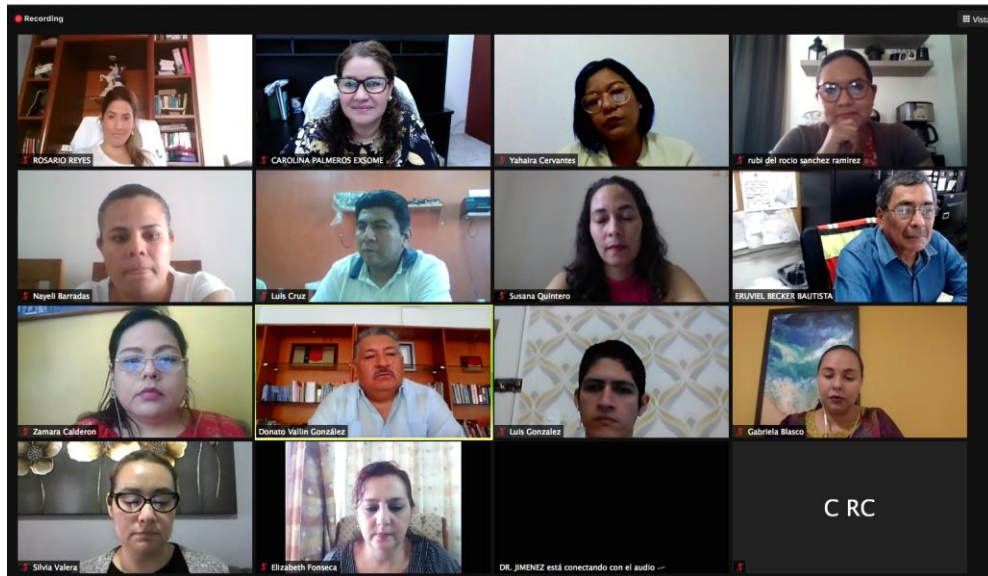 Recording
Vista
ROSARIO REYES
CAROLINA PALMEROS EXSOME
Yahaira Cervantes
rubi del rocio sanchez ramirez
Nayeli Barradas
Luis Cruz
Susana Quintero
ERUVIEL BECKER BAUTISTA
Zamara Calderon
Donato Vallin González
Luis Gonzalez
Gabriela Blasco
Silvia Valera
Elizabeth Fonseca
DR. JIMENEZ está conectando con el audio ...
C RC